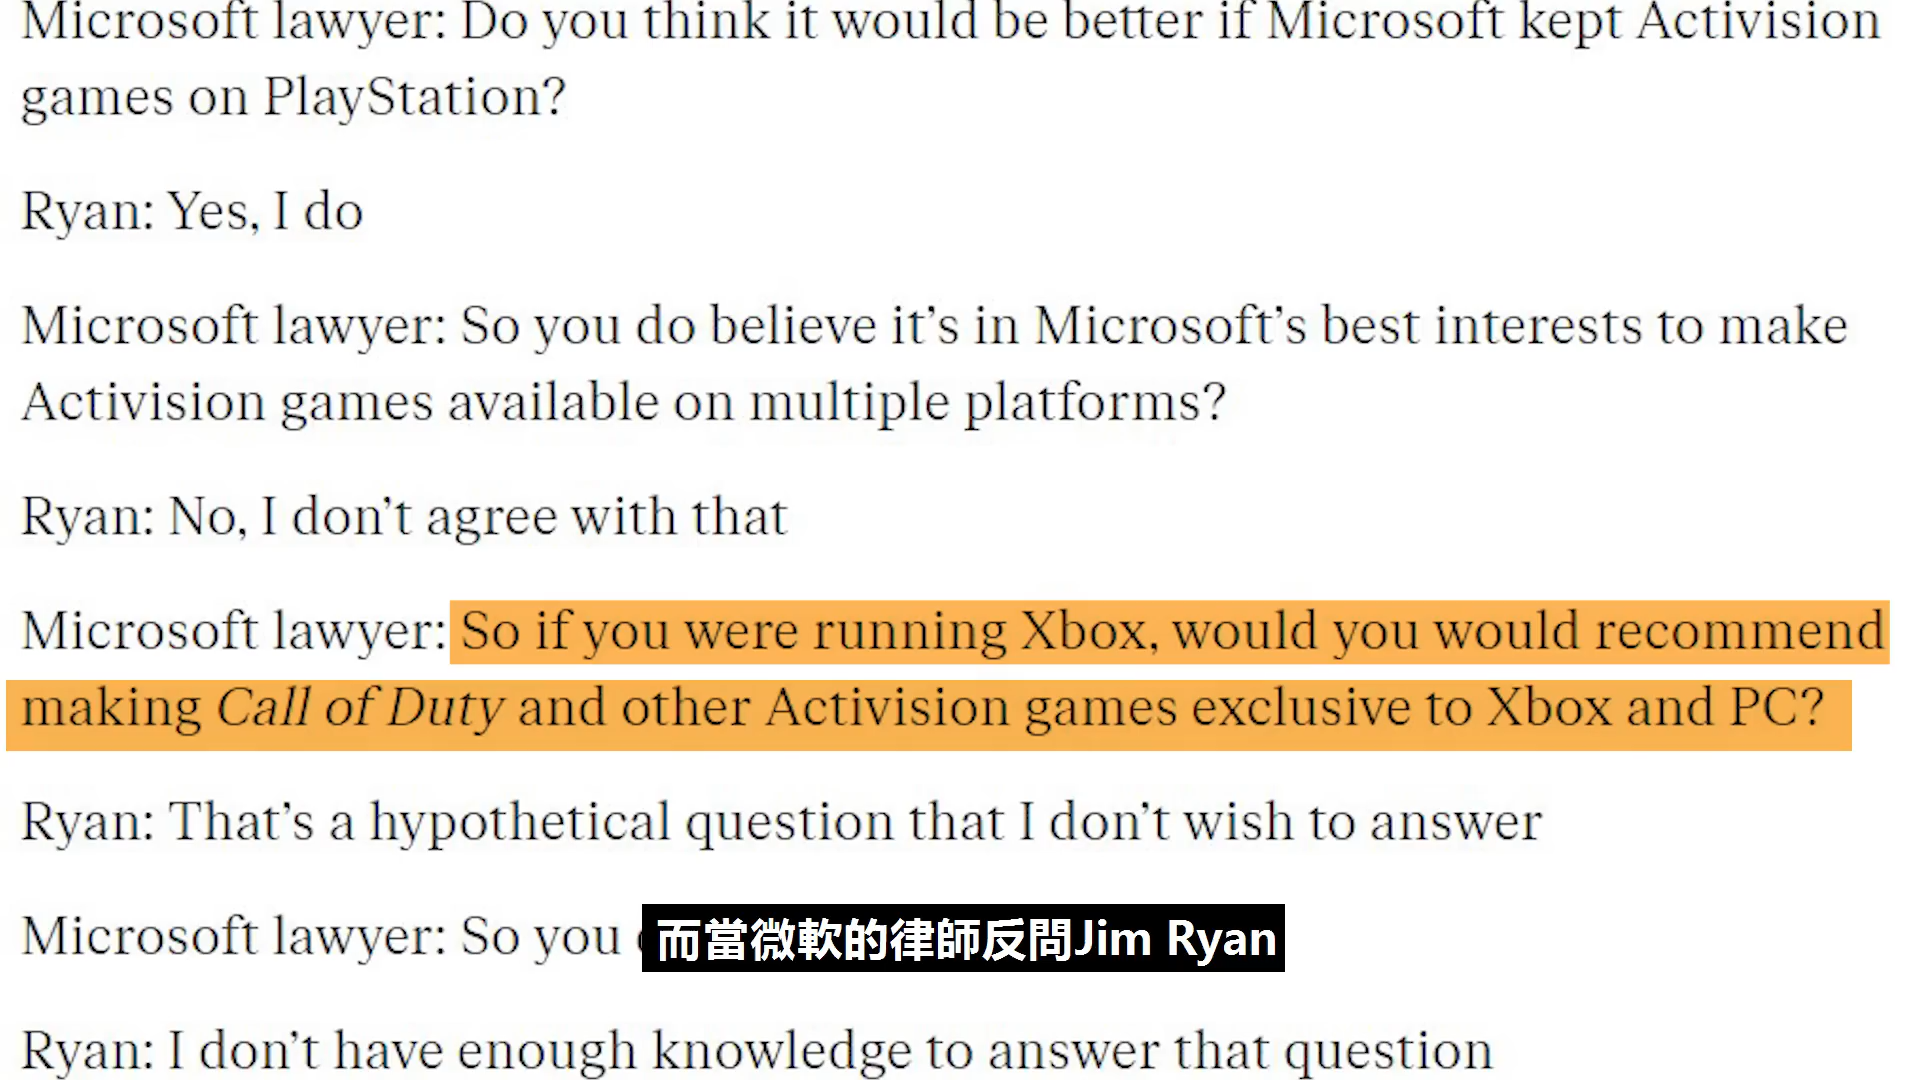 Microsoft lawyer: Do you think it would be better if Microsoft kept Activision
games on PlayStation?
Ryan: Yes, I do
Microsoft lawyer: So you do believe it’s in Microsoft’s best interests to make
Activision games available on multiple platforms?
Ryan: No, I don’t agree with that
Microsoft lawyer: So if you were running Xbox, would you would recommend
making Call of Duty and other Activision games exclusive to Xbox and PC?
Ryan: That’s a hypothetical question that I don’t wish to answer
Microsoft lawyer: So you
而當微軟的律師反問Jim Ryan
Ryan: I don’t have enough knowledge to answer that question